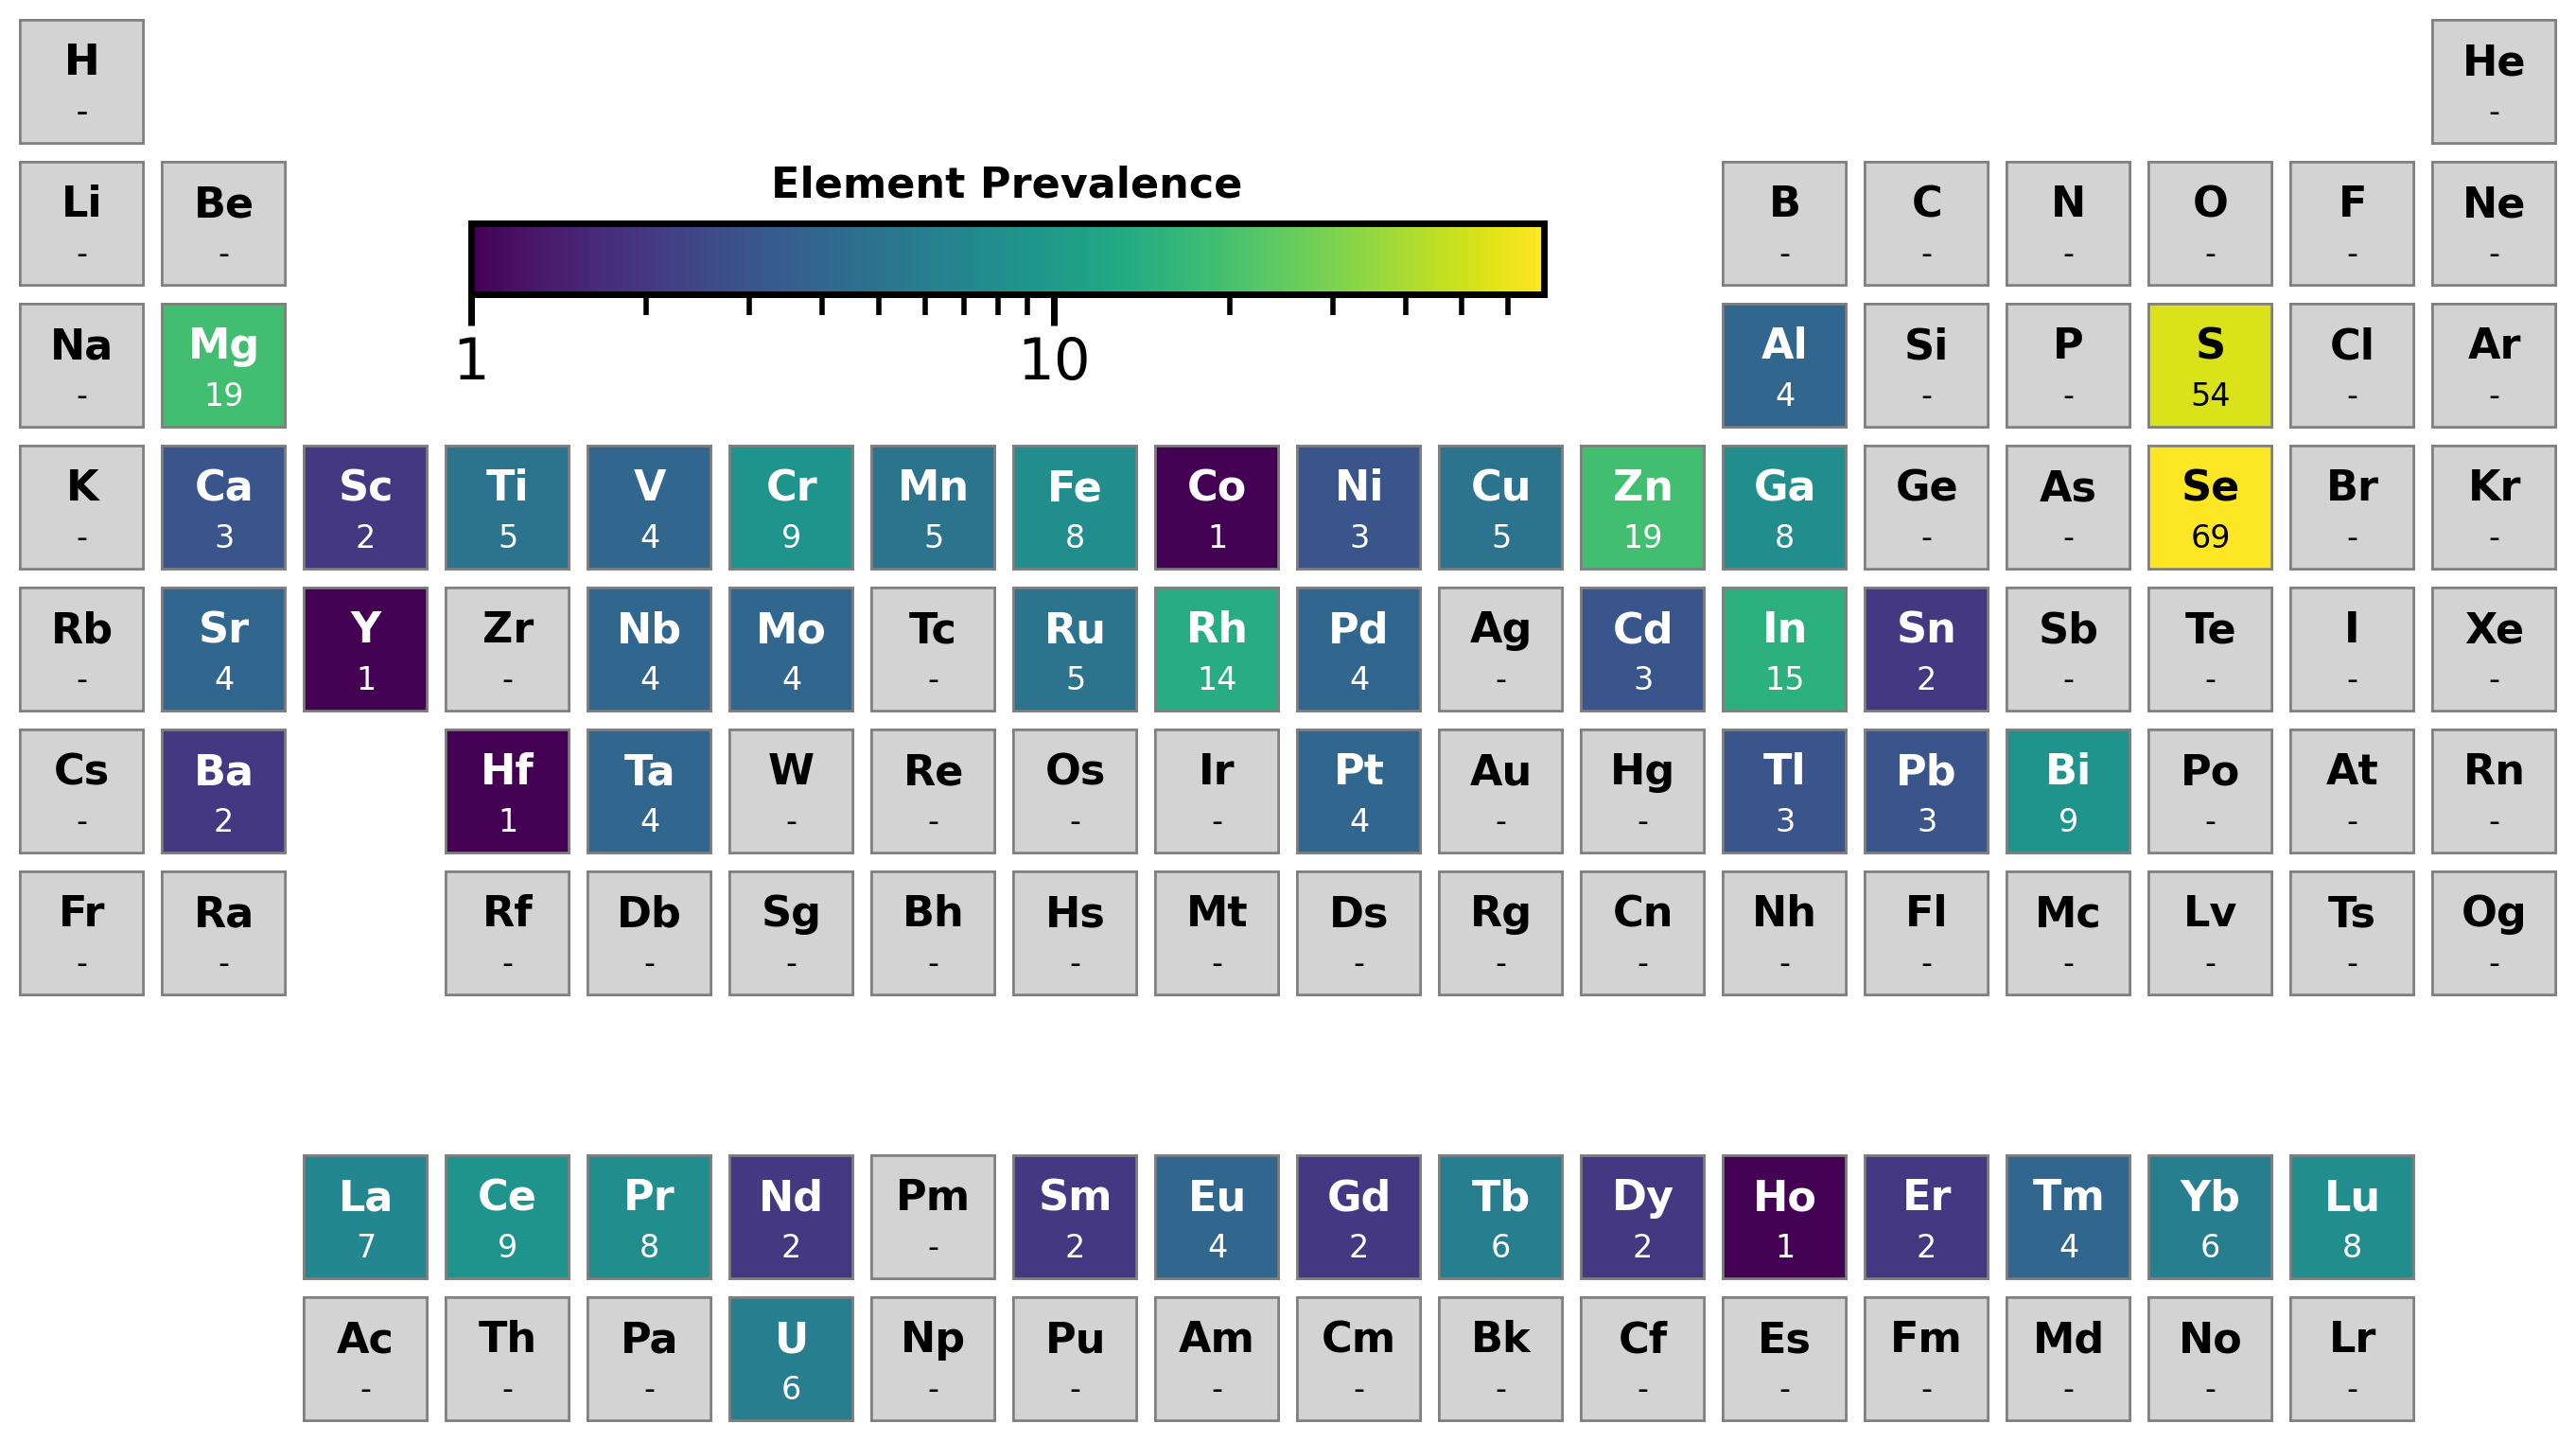 H He
- -
Element Prevalence
Li Be B C N O F Ne
- - - - - - - -
Na Mg Al Si P S Cl Ar
- 19 4 - - 54 - -
1 10
K Ca Sc Ti V Cr Mn Fe Co Ni Cu Zn Ga Ge As Se Br Kr
- 3 2 5 4 9 5 8 1 3 5 19 8 - - 69 - -
Rb Sr Y Zr Nb Mo Tc Ru Rh Pd Ag Cd In Sn Sb Te I Xe
- 4 1 - 4 4 - 5 14 4 - 3 15 2 - - - -
Cs Ba Hf Ta W Re Os Ir Pt Au Hg Tl Pb Bi Po At Rn
- 2 1 4 - - - - 4 - - 3 3 9 - - -
Fr Ra Rf Db Sg Bh Hs Mt Ds Rg Cn Nh Fl Mc Lv Ts Og
- - - - - - - - - - - - - - - - -
La Ce Pr Nd Pm Sm Eu Gd Tb Dy Ho Er Tm Yb Lu
7 9 8 2 - 2 4 2 6 2 1 2 4 6 8
Ac Th Pa U Np Pu Am Cm Bk Cf Es Fm Md No Lr
- - - 6 - - - - - - - - - - -